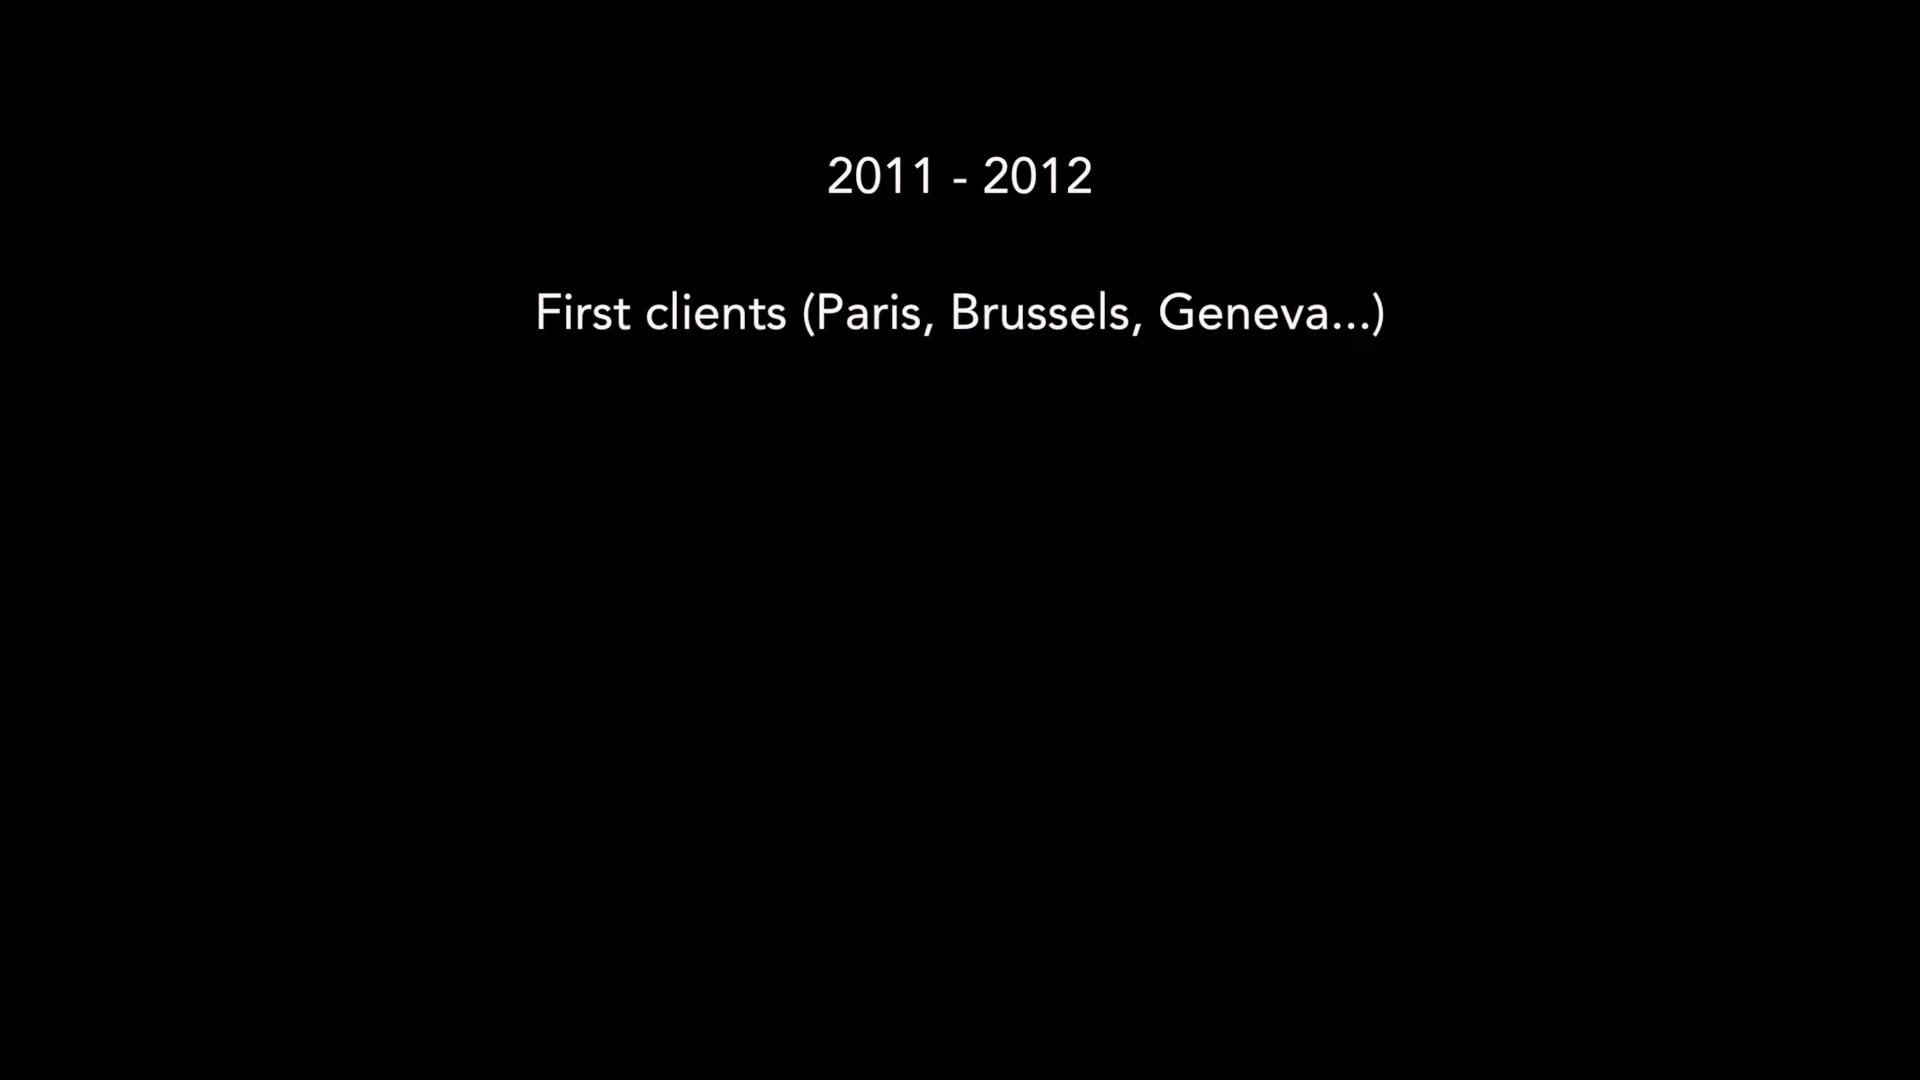 2011 - 2012
First clients (Paris, Brussels, Geneva...)